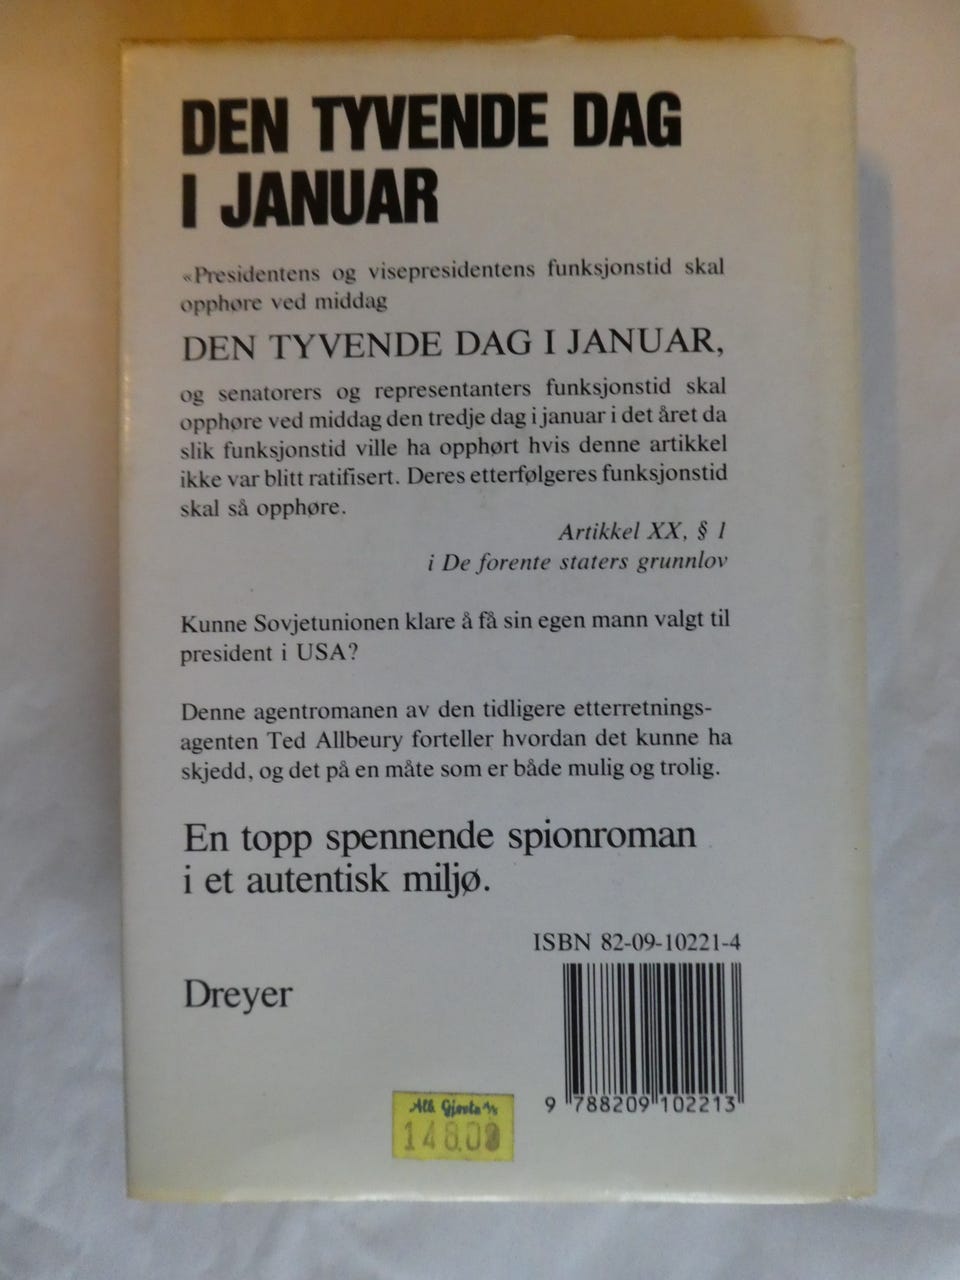 DEN TYVENDE DAG
I JANUAR
«Presidentens og visepresidentens funksjonstid skal
opphøre ved middag
DEN TYVENDE DAG I JANUAR,
og senatorers og representanters funksjonstid skal
opphøre ved middag den tredje dag i januar i det året da
slik funksjonstid ville ha opphørt hvis denne artikkel
ikke var blitt ratifisert. Deres etterfølgeres funksjonstid
skal så opphøre.
Artikkel XX, § 1
i De forente staters grunnlov
Kunne Sovjetunionen klare å få sin egen mann valgt til
president i USA?
Denne agentromanen av den tidligere etterretnings-
agenten Ted Allbeury forteller hvordan det kunne ha
skjedd, og det på en måte som er både mulig og trolig.
En topp spennende spionroman
i et autentisk miljø.
ISBN 82-09-10221-4
Dreyer
9 788209 102213
148.00